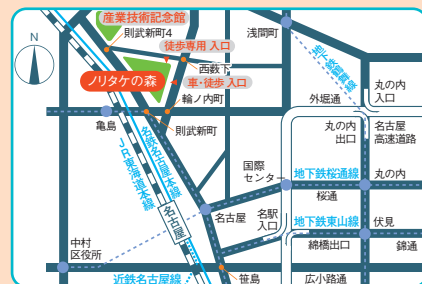 産業技術記念館
則武新町4
浅間町
徒歩専用 入口
N
西数下
地下鉄鶴舞線
ノリタケの森
車・徒歩 入口
丸の内
入口
輪ノ内町
外堀通
亀島
則武新町
丸の内
出口
名古屋
高速道路
名鉄名古屋本線
JR東海道本線
国際
センター
地下鉄桜通線
丸の内
桜通
名古屋
名古屋
名駅
入口
地下鉄東山線
伏見
中村
区役所
錦橋出口
錦通
近鉄名古屋線
笹島
広小路通